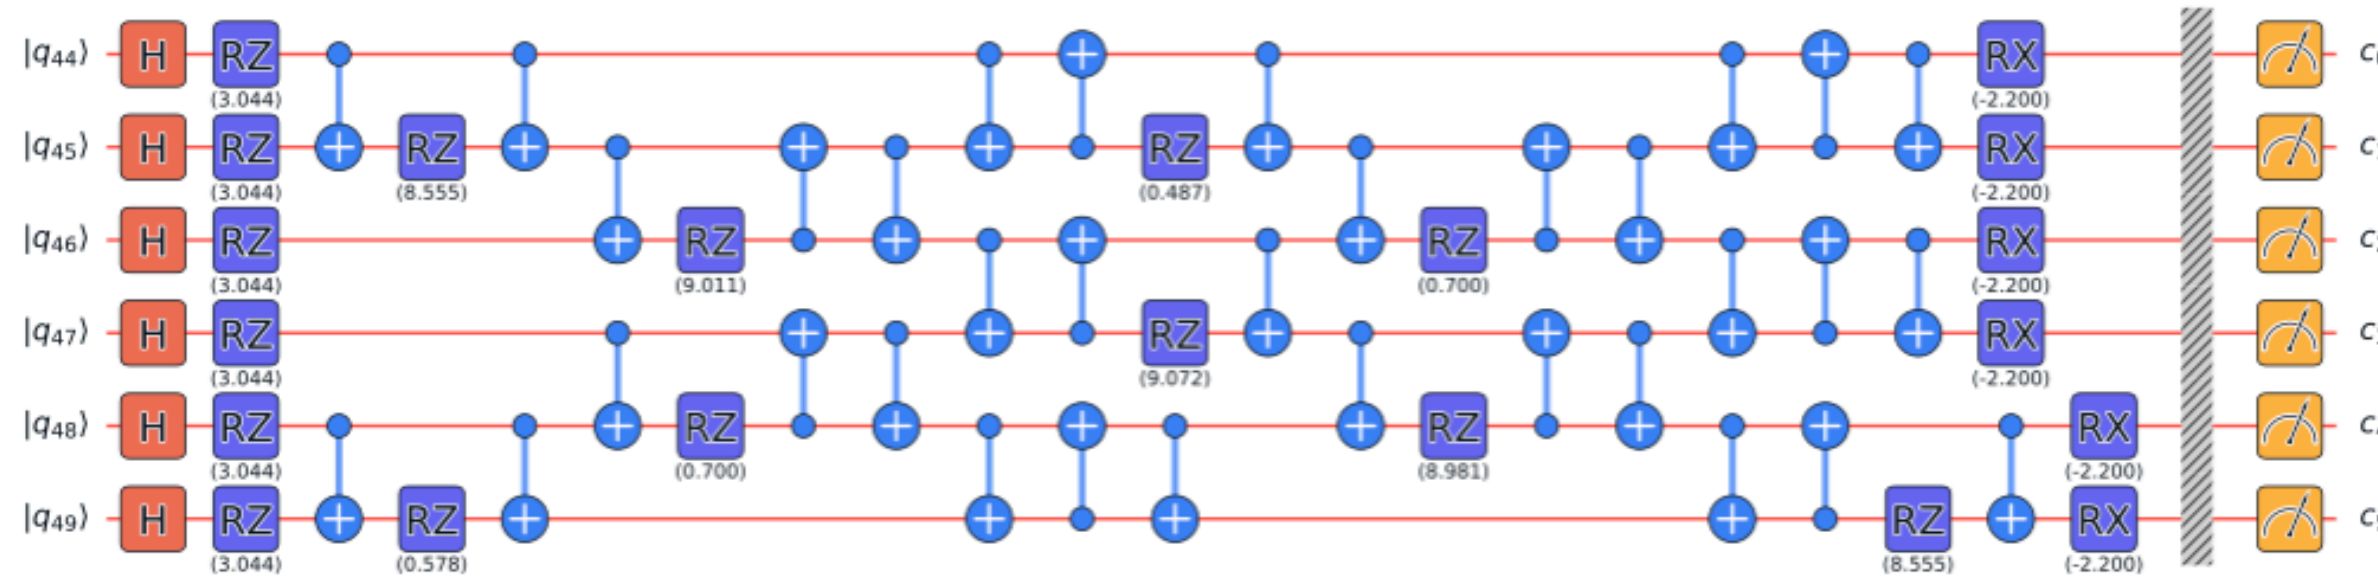 |q44⟩ H RZ RX c
(3.044) (-2.200)
|q45⟩ H RZ RZ RZ RX c
(3.044) (8.555) (0.487) (-2.200)
|q46⟩ H RZ RZ RZ RX c
(3.044) (9.011) (0.700) (-2.200)
|q47⟩ H RZ RZ RX c
(3.044) (9.072) (-2.200)
|q48⟩ H RZ RZ RZ RX c
(3.044) (0.700) (8.981) (-2.200)
|q49⟩ H RZ RZ RZ RX c
(3.044) (0.578) (8.555) (-2.200)